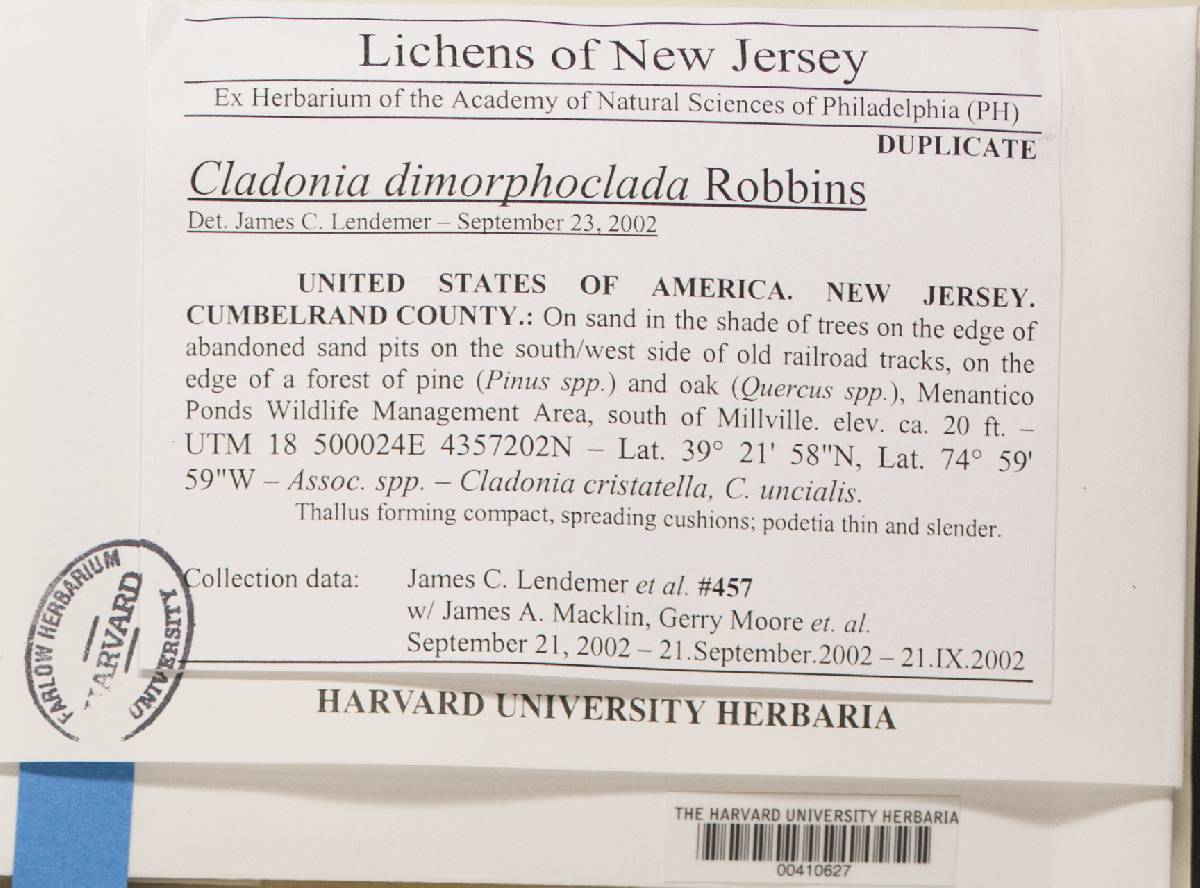 Lichens of New Jersey
Ex Herbarium of the Academy of Natural Sciences of Philadelphia (PH)
DUPLICATE
Cladonia dimorphoclada Robbins
Det. James C. Lendemer – September 23, 2002
UNITED STATES OF AMERICA. NEW JERSEY.
CUMBELRAND COUNTY.: On sand in the shade of trees on the edge of
abandoned sand pits on the south/west side of old railroad tracks, on the
edge of a forest of pine (Pinus spp.) and oak (Quercus spp.), Menantico
Ponds Wildlife Management Area, south of Millville. elev. ca. 20 ft. –
UTM 18 500024E 4357202N – Lat. 39° 21' 58"N, Lat. 74° 59'
59"W – Assoc. spp. – Cladonia cristatella, C. uncialis.
Thallus forming compact, spreading cushions; podetia thin and slender.
Collection data: James C. Lendemer et al. #457
w/ James A. Macklin, Gerry Moore et. al.
September 21, 2002 – 21.September.2002 – 21.IX.2002
FARLOW HERBARIUM
HARVARD
UNIVERSITY
HARVARD UNIVERSITY HERBARIA
THE HARVARD UNIVERSITY HERBARIA
00410627